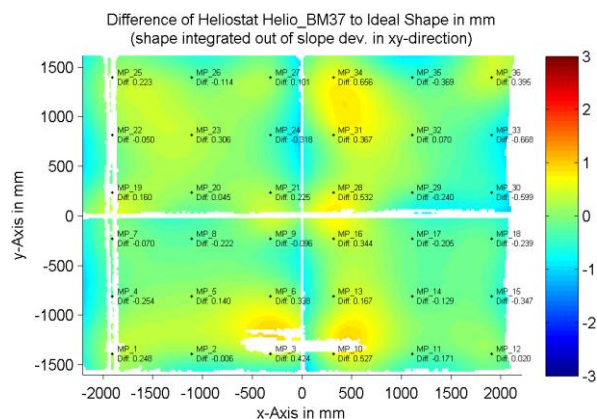 Difference of Heliostat Helio_BM37 to Ideal Shape in mm
(shape integrated out of slope dev. in xy-direction)
1500
1000
500
0
-500
-1000
-1500
y-Axis in mm
MP_25 MP_26 MP_27 MP_34 MP_35 MP_36
Diff. 0.223 Diff. -0.114 Diff. 0.101 Diff. 0.656 Diff. -0.369 Diff. 0.395
MP_22 MP_23 MP_24 MP_31 MP_32 MP_33
Diff. -0.050 Diff. 0.306 Diff. -0.318 Diff. 0.367 Diff. 0.070 Diff. -0.668
MP_19 MP_20 MP_21 MP_28 MP_29 MP_30
Diff. 0.160 Diff. 0.045 Diff. 0.225 Diff. 0.532 Diff. -0.240 Diff. -0.599
MP_7 MP_8 MP_9 MP_16 MP_17 MP_18
Diff. -0.070 Diff. -0.222 Diff. -0.096 Diff. 0.344 Diff. -0.205 Diff. -0.239
MP_4 MP_5 MP_6 MP_13 MP_14 MP_15
Diff. -0.254 Diff. 0.140 Diff. 0.338 Diff. 0.167 Diff. -0.129 Diff. -0.347
MP_1 MP_2 MP_3 MP_10 MP_11 MP_12
Diff. 0.248 Diff. -0.006 Diff. 0.424 Diff. 0.527 Diff. -0.171 Diff. 0.020
-2000 -1500 -1000 -500 0 500 1000 1500 2000
x-Axis in mm
3
2
1
0
-1
-2
-3